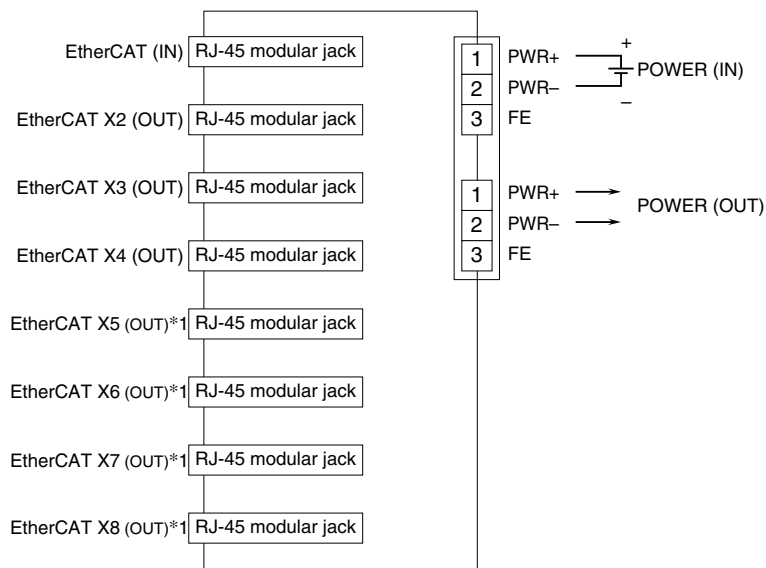 EtherCAT (IN) RJ-45 modular jack
EtherCAT X2 (OUT) RJ-45 modular jack
EtherCAT X3 (OUT) RJ-45 modular jack
EtherCAT X4 (OUT) RJ-45 modular jack
EtherCAT X5 (OUT)*1 RJ-45 modular jack
EtherCAT X6 (OUT)*1 RJ-45 modular jack
EtherCAT X7 (OUT)*1 RJ-45 modular jack
EtherCAT X8 (OUT)*1 RJ-45 modular jack
1 PWR+
2 PWR–
3 FE
+
POWER (IN)
–
1 PWR+
2 PWR–
3 FE
POWER (OUT)